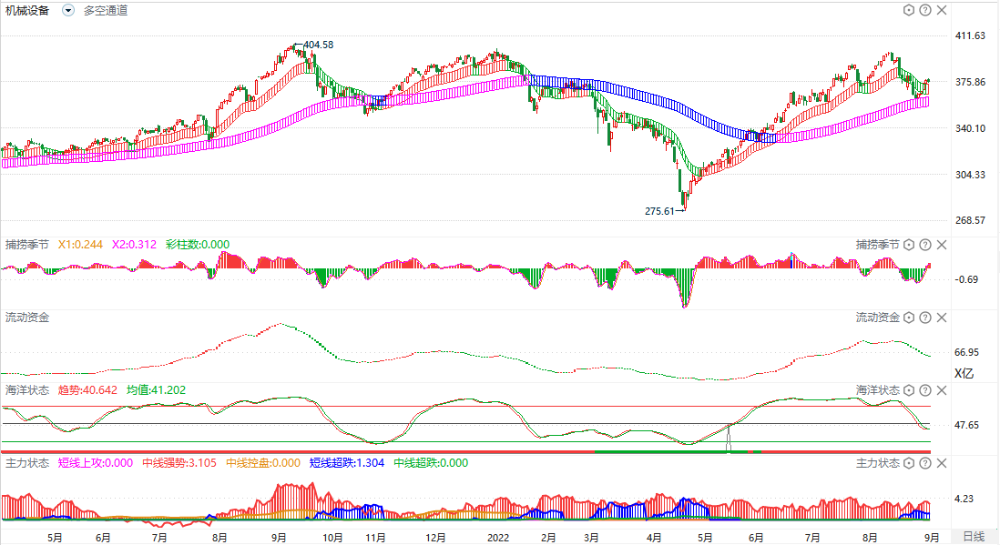 机械设备 多空通道
404.58
411.63
375.86
340.10
304.33
275.61
268.57
捕捞季节 X1:0.244 X2:0.312 彩柱数:0.000 捕捞季节
-0.69
流动资金 流动资金
66.95
X亿
海洋状态 趋势:40.642 均值:41.202 海洋状态
47.65
主力状态 短线上攻:0.000 中线强势:3.105 中线控盘:0.000 短线超跌:1.304 中线超跌:0.000 主力状态
4.23
5月 6月 7月 8月 9月 10月 11月 12月 2022 2月 3月 4月 5月 6月 7月 8月 9月 日线